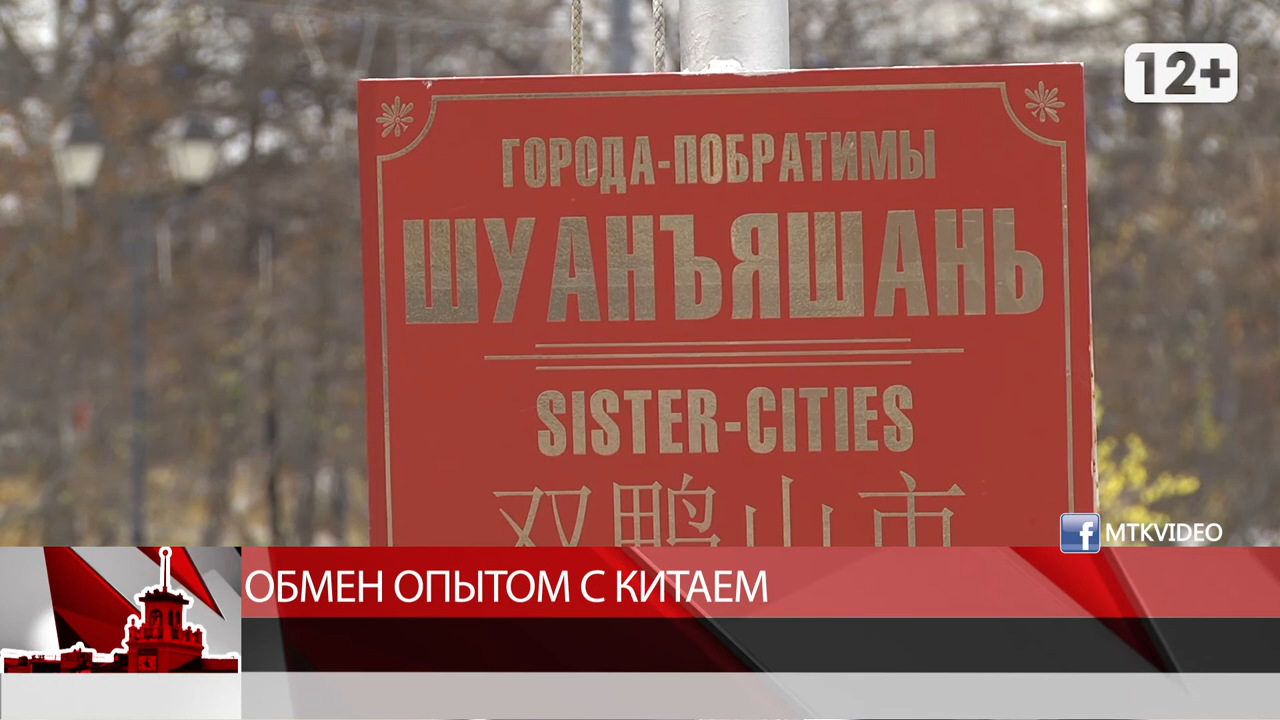 12+
ГОРОДА-ПОБРАТИМЫ
ШУАНЪЯШАНЬ
SISTER-CITIES
双鸭山市
MTKVIDEO
ОБМЕН ОПЫТОМ С КИТАЕМ